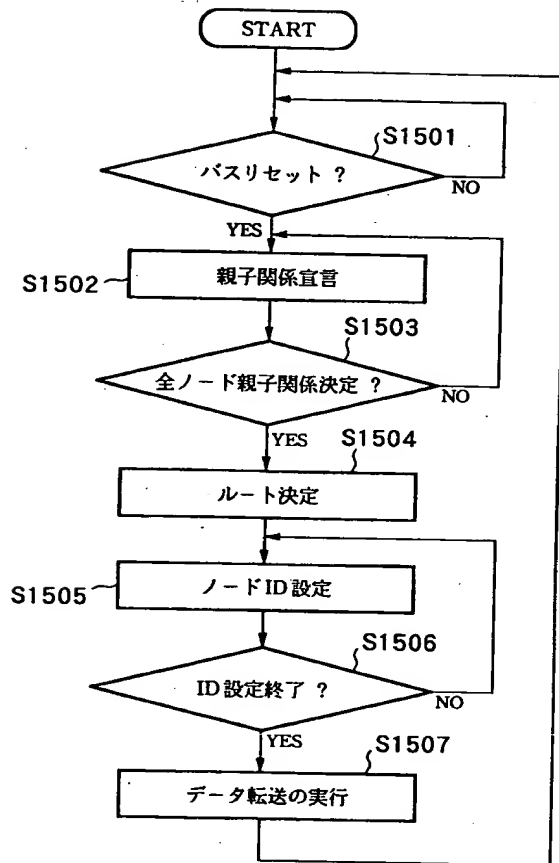 START
S1501
バスリセット ?
NO
YES
S1502
親子関係宣言
S1503
全ノード親子関係決定 ?
NO
YES
S1504
ルート決定
S1505
ノードID設定
S1506
ID設定終了 ?
NO
YES
S1507
データ転送の実行